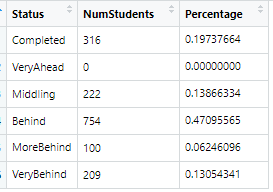 Status NumStudents Percentage
Completed 316 0.19737664
VeryAhead 0 0.00000000
Middling 222 0.13866334
Behind 754 0.47095565
MoreBehind 100 0.06246096
VeryBehind 209 0.13054341